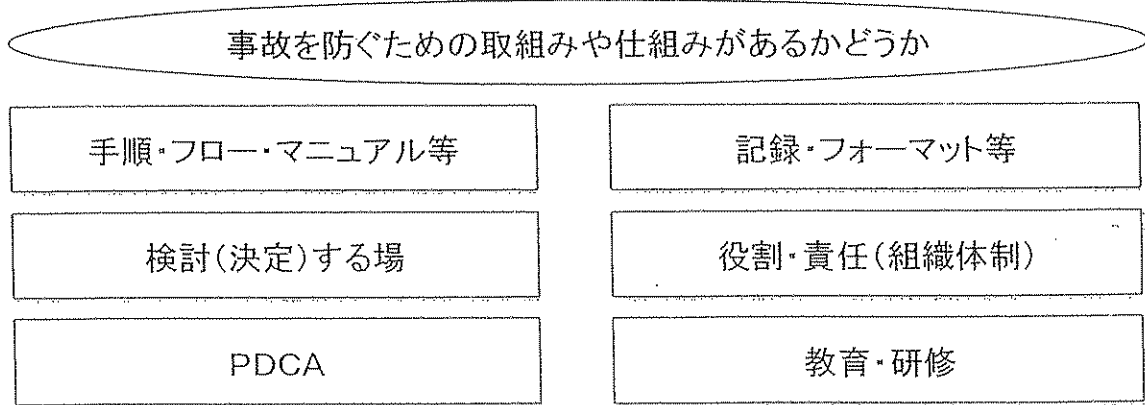 事故を防ぐための取組みや仕組みがあるかどうか
手順・フロー・マニュアル等
記録・フォーマット等
検討(決定)する場
役割・責任(組織体制)
PDCA
教育・研修